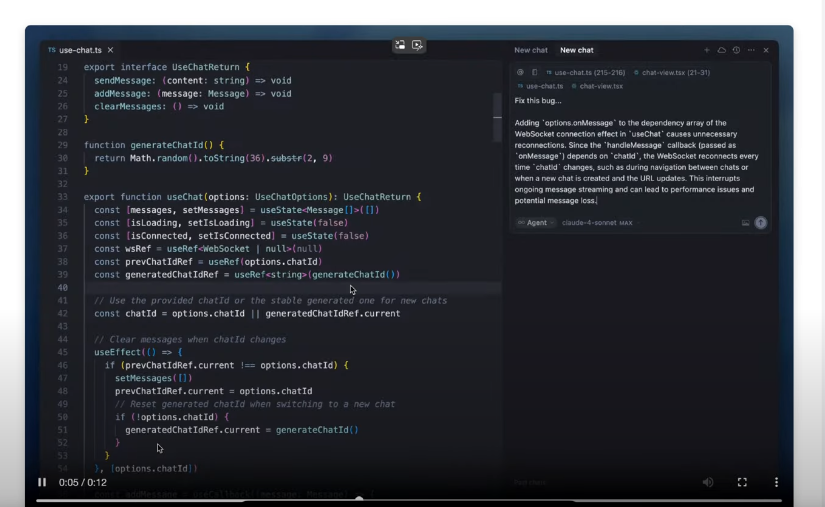 TS use-chat.ts ×
19 export interface UseChatReturn {
24 sendMessage: (content: string) => void
25 addMessage: (message: Message) => void
26 clearMessages: () => void
27 }
28
29 function generateChatId() {
30 return Math.random().toString(36).substr(2, 9)
31 }
32
33 export function useChat(options: UseChatOptions): UseChatReturn {
34 const [messages, setMessages] = useState<Message[]>([])
35 const [isLoading, setIsLoading] = useState(false)
36 const [isConnected, setIsConnected] = useState(false)
37 const wsRef = useRef<WebSocket | null>(null)
38 const prevChatIdRef = useRef(options.chatId)
39 const generatedChatIdRef = useRef<string>(generateChatId())
40
41 // Use the provided chatId or the stable generated one for new chats
42 const chatId = options.chatId || generatedChatIdRef.current
43
44 // Clear messages when chatId changes
45 useEffect(() => {
46 if (prevChatIdRef.current !== options.chatId) {
47 setMessages([])
48 prevChatIdRef.current = options.chatId
49 // Reset generated chatId when switching to a new chat
50 if (!options.chatId) {
51 generatedChatIdRef.current = generateChatId()
52 }
53 }
54 }, [options.chatId])
New chat New chat
TS use-chat.ts (215-216) chat-view.tsx (21-31)
TS use-chat.ts chat-view.tsx
Fix this bug...
Adding `options.onMessage` to the dependency array of the
WebSocket connection effect in `useChat` causes unnecessary
reconnections. Since the `handleMessage` callback (passed as
`onMessage`) depends on `chatId`, the WebSocket reconnects every
time `chatId` changes, such as during navigation between chats or
when a new chat is created and the URL updates. This interrupts
ongoing message streaming and can lead to performance issues and
potential message loss.
∞ Agent claude-4-sonnet MAX
0:05 / 0:12